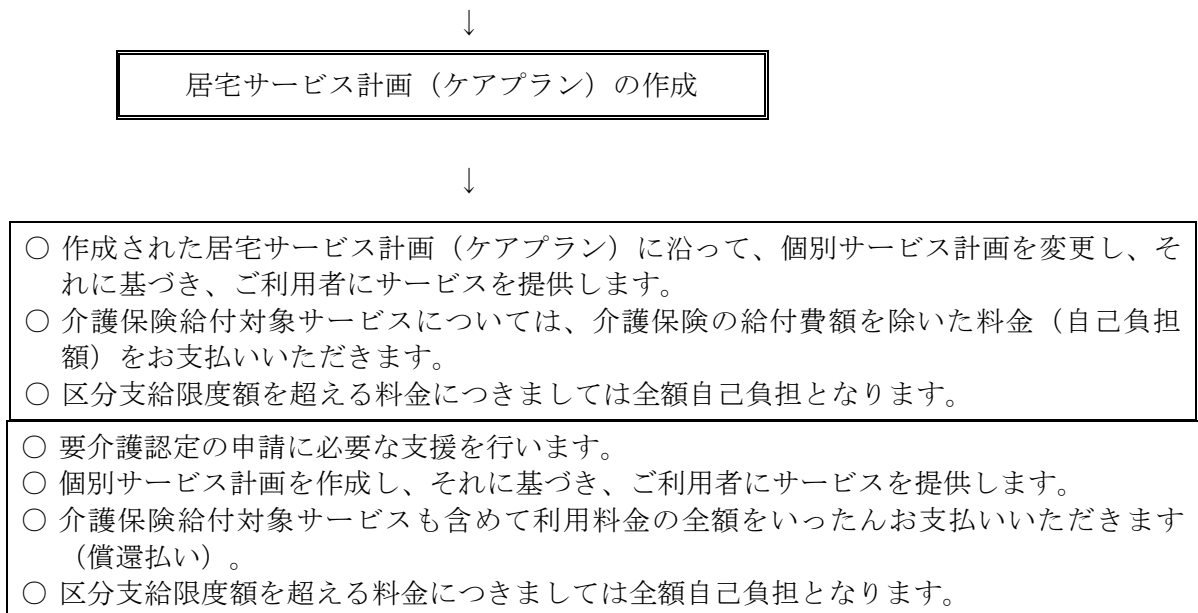 ↓
居宅サービス計画（ケアプラン）の作成
↓
○ 作成された居宅サービス計画（ケアプラン）に沿って、個別サービス計画を変更し、そ
れに基づき、ご利用者にサービスを提供します。
○ 介護保険給付対象サービスについては、介護保険の給付費額を除いた料金（自己負担
額）をお支払いいただきます。
○ 区分支給限度額を超える料金につきましては全額自己負担となります。
○ 要介護認定の申請に必要な支援を行います。
○ 個別サービス計画を作成し、それに基づき、ご利用者にサービスを提供します。
○ 介護保険給付対象サービスも含めて利用料金の全額をいったんお支払いいただきます
（償還払い）。
○ 区分支給限度額を超える料金につきましては全額自己負担となります。